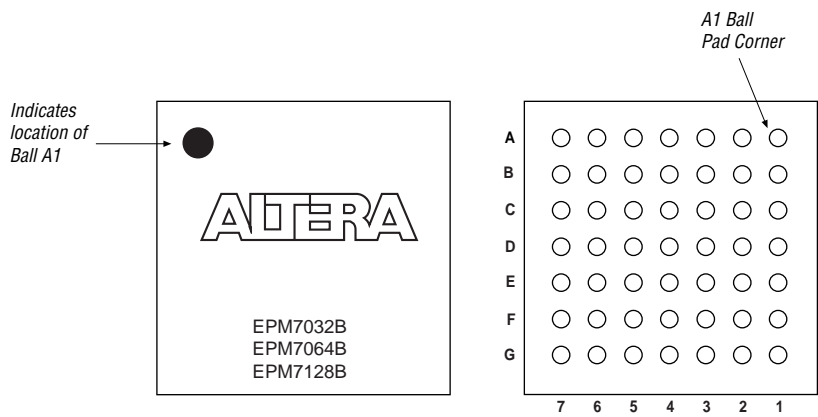 A1 Ball
Pad Corner
Indicates
location of
Ball A1
ALTERA
EPM7032B
EPM7064B
EPM7128B
A
B
C
D
E
F
G
7 6 5 4 3 2 1